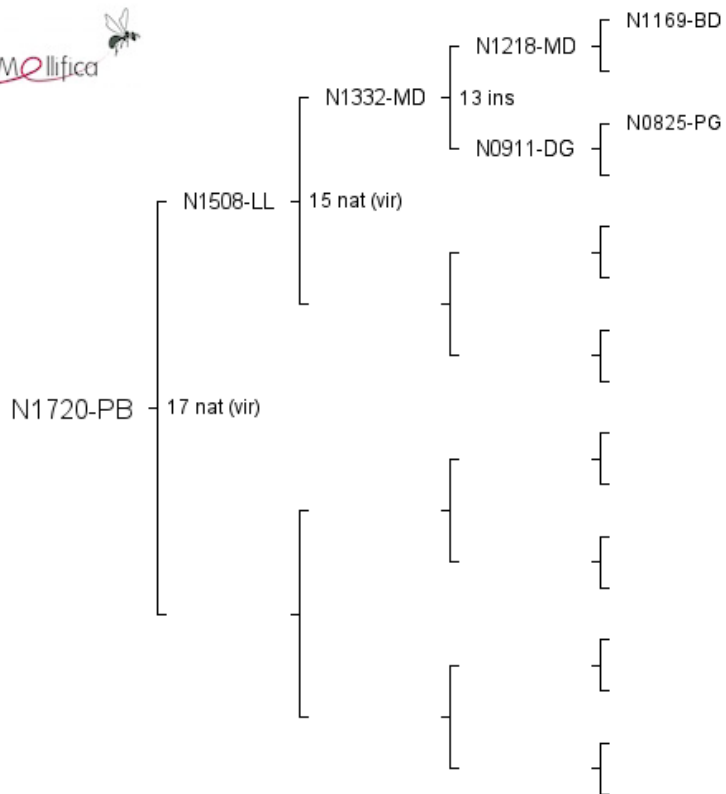 Mellifica
N1169-BD
N1218-MD
N1332-MD
13 ins
N0825-PG
N0911-DG
N1508-LL
15 nat (vir)
N1720-PB
17 nat (vir)